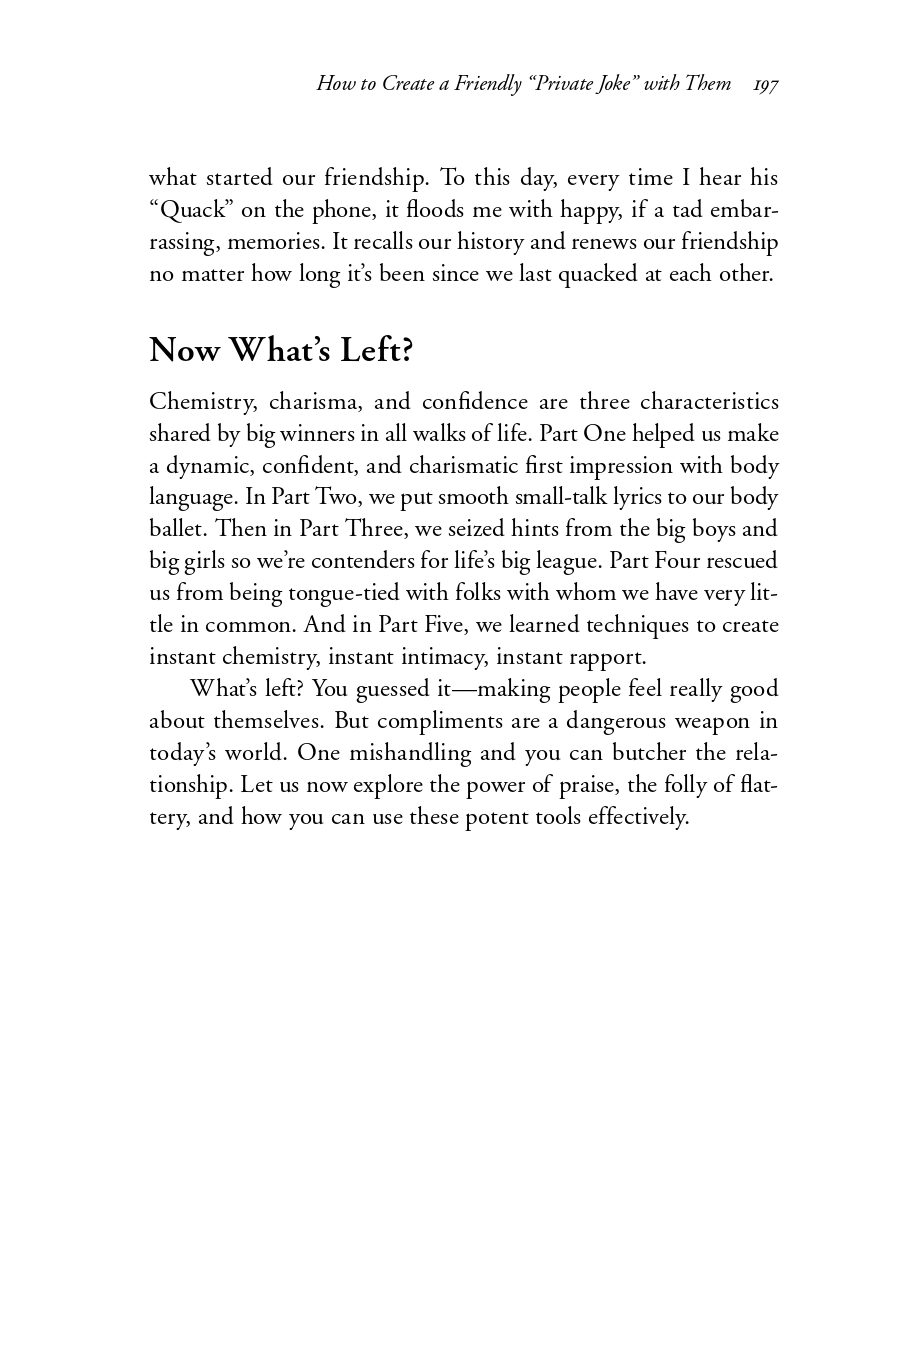 How to Create a Friendly “Private Joke” with Them 197
what started our friendship. To this day, every time I hear his
“Quack” on the phone, it floods me with happy, if a tad embar-
rassing, memories. It recalls our history and renews our friendship
no matter how long it’s been since we last quacked at each other.
Now What’s Left?
Chemistry, charisma, and confidence are three characteristics
shared by big winners in all walks of life. Part One helped us make
a dynamic, confident, and charismatic first impression with body
language. In Part Two, we put smooth small-talk lyrics to our body
ballet. Then in Part Three, we seized hints from the big boys and
big girls so we’re contenders for life’s big league. Part Four rescued
us from being tongue-tied with folks with whom we have very lit-
tle in common. And in Part Five, we learned techniques to create
instant chemistry, instant intimacy, instant rapport.
What’s left? You guessed it—making people feel really good
about themselves. But compliments are a dangerous weapon in
today’s world. One mishandling and you can butcher the rela-
tionship. Let us now explore the power of praise, the folly of flat-
tery, and how you can use these potent tools effectively.